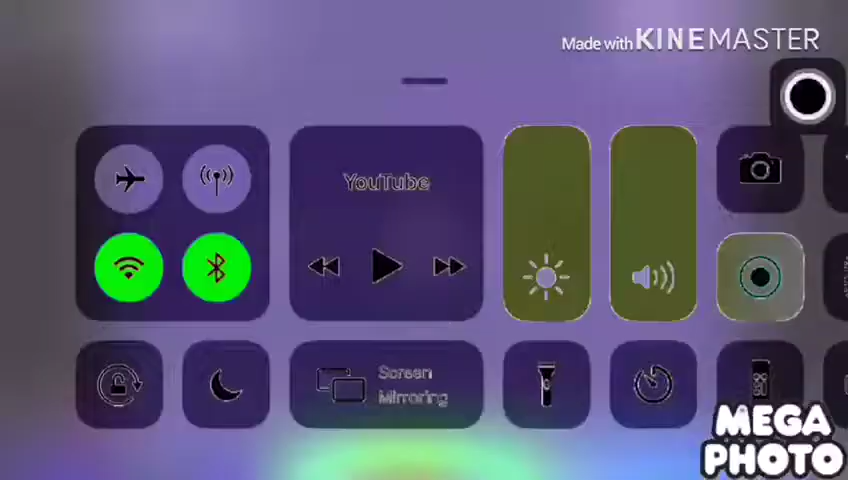 Made with KINEMASTER
YouTube
Screen
Mirroring
MEGA
PHOTO